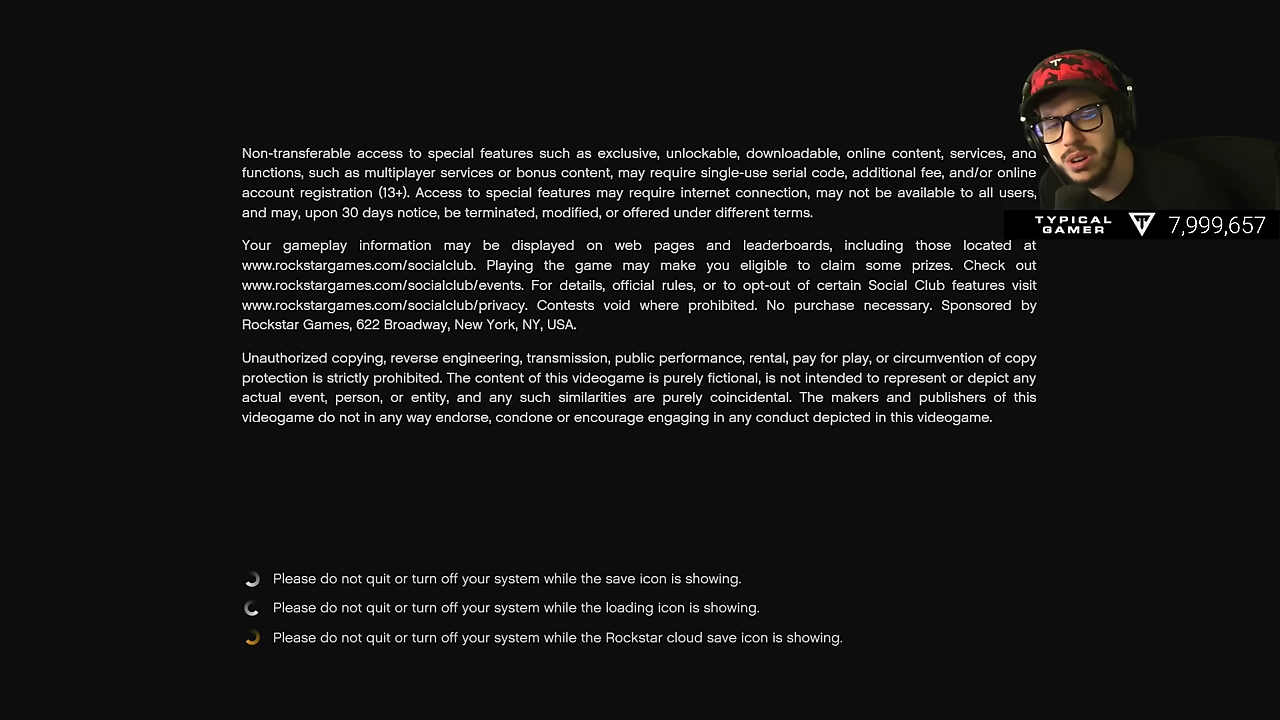 Non-transferable access to special features such as exclusive, unlockable, downloadable, online content, services, and
functions, such as multiplayer services or bonus content, may require single-use serial code, additional fee, and/or online
account registration (13+). Access to special features may require internet connection, may not be available to all users,
and may, upon 30 days notice, be terminated, modified, or offered under different terms.
Your gameplay information may be displayed on web pages and leaderboards, including those located at
www.rockstargames.com/socialclub. Playing the game may make you eligible to claim some prizes. Check out
www.rockstargames.com/socialclub/events. For details, official rules, or to opt-out of certain Social Club features visit
www.rockstargames.com/socialclub/privacy. Contests void where prohibited. No purchase necessary. Sponsored by
Rockstar Games, 622 Broadway, New York, NY, USA.
Unauthorized copying, reverse engineering, transmission, public performance, rental, pay for play, or circumvention of copy
protection is strictly prohibited. The content of this videogame is purely fictional, is not intended to represent or depict any
actual event, person, or entity, and any such similarities are purely coincidental. The makers and publishers of this
videogame do not in any way endorse, condone or encourage engaging in any conduct depicted in this videogame.
Please do not quit or turn off your system while the save icon is showing.
Please do not quit or turn off your system while the loading icon is showing.
Please do not quit or turn off your system while the Rockstar cloud save icon is showing.
TYPICAL
GAMER
7,999,657